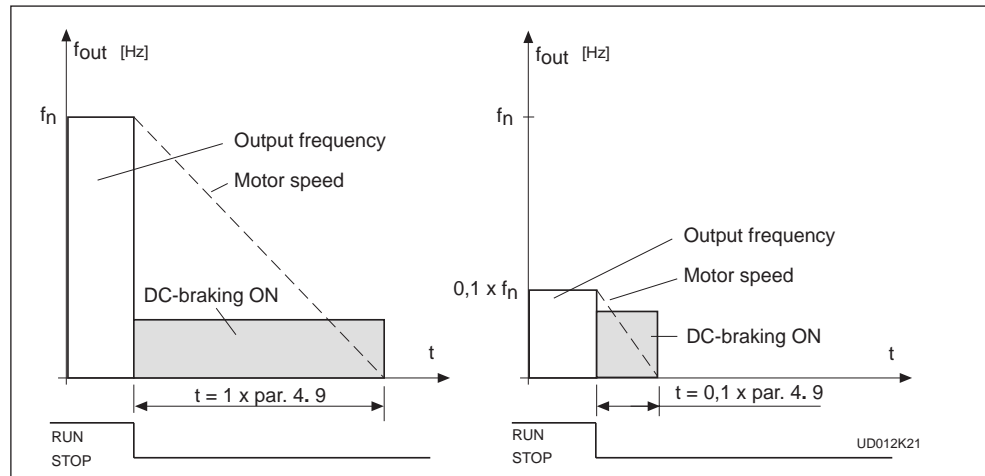 fout [Hz]
fn
Output frequency
Motor speed
DC-braking ON
t
t = 1 x par. 4. 9
RUN
STOP
fout [Hz]
fn
Output frequency
Motor speed
0,1 x fn
DC-braking ON
t
t = 0,1 x par. 4. 9
RUN
STOP
UD012K21